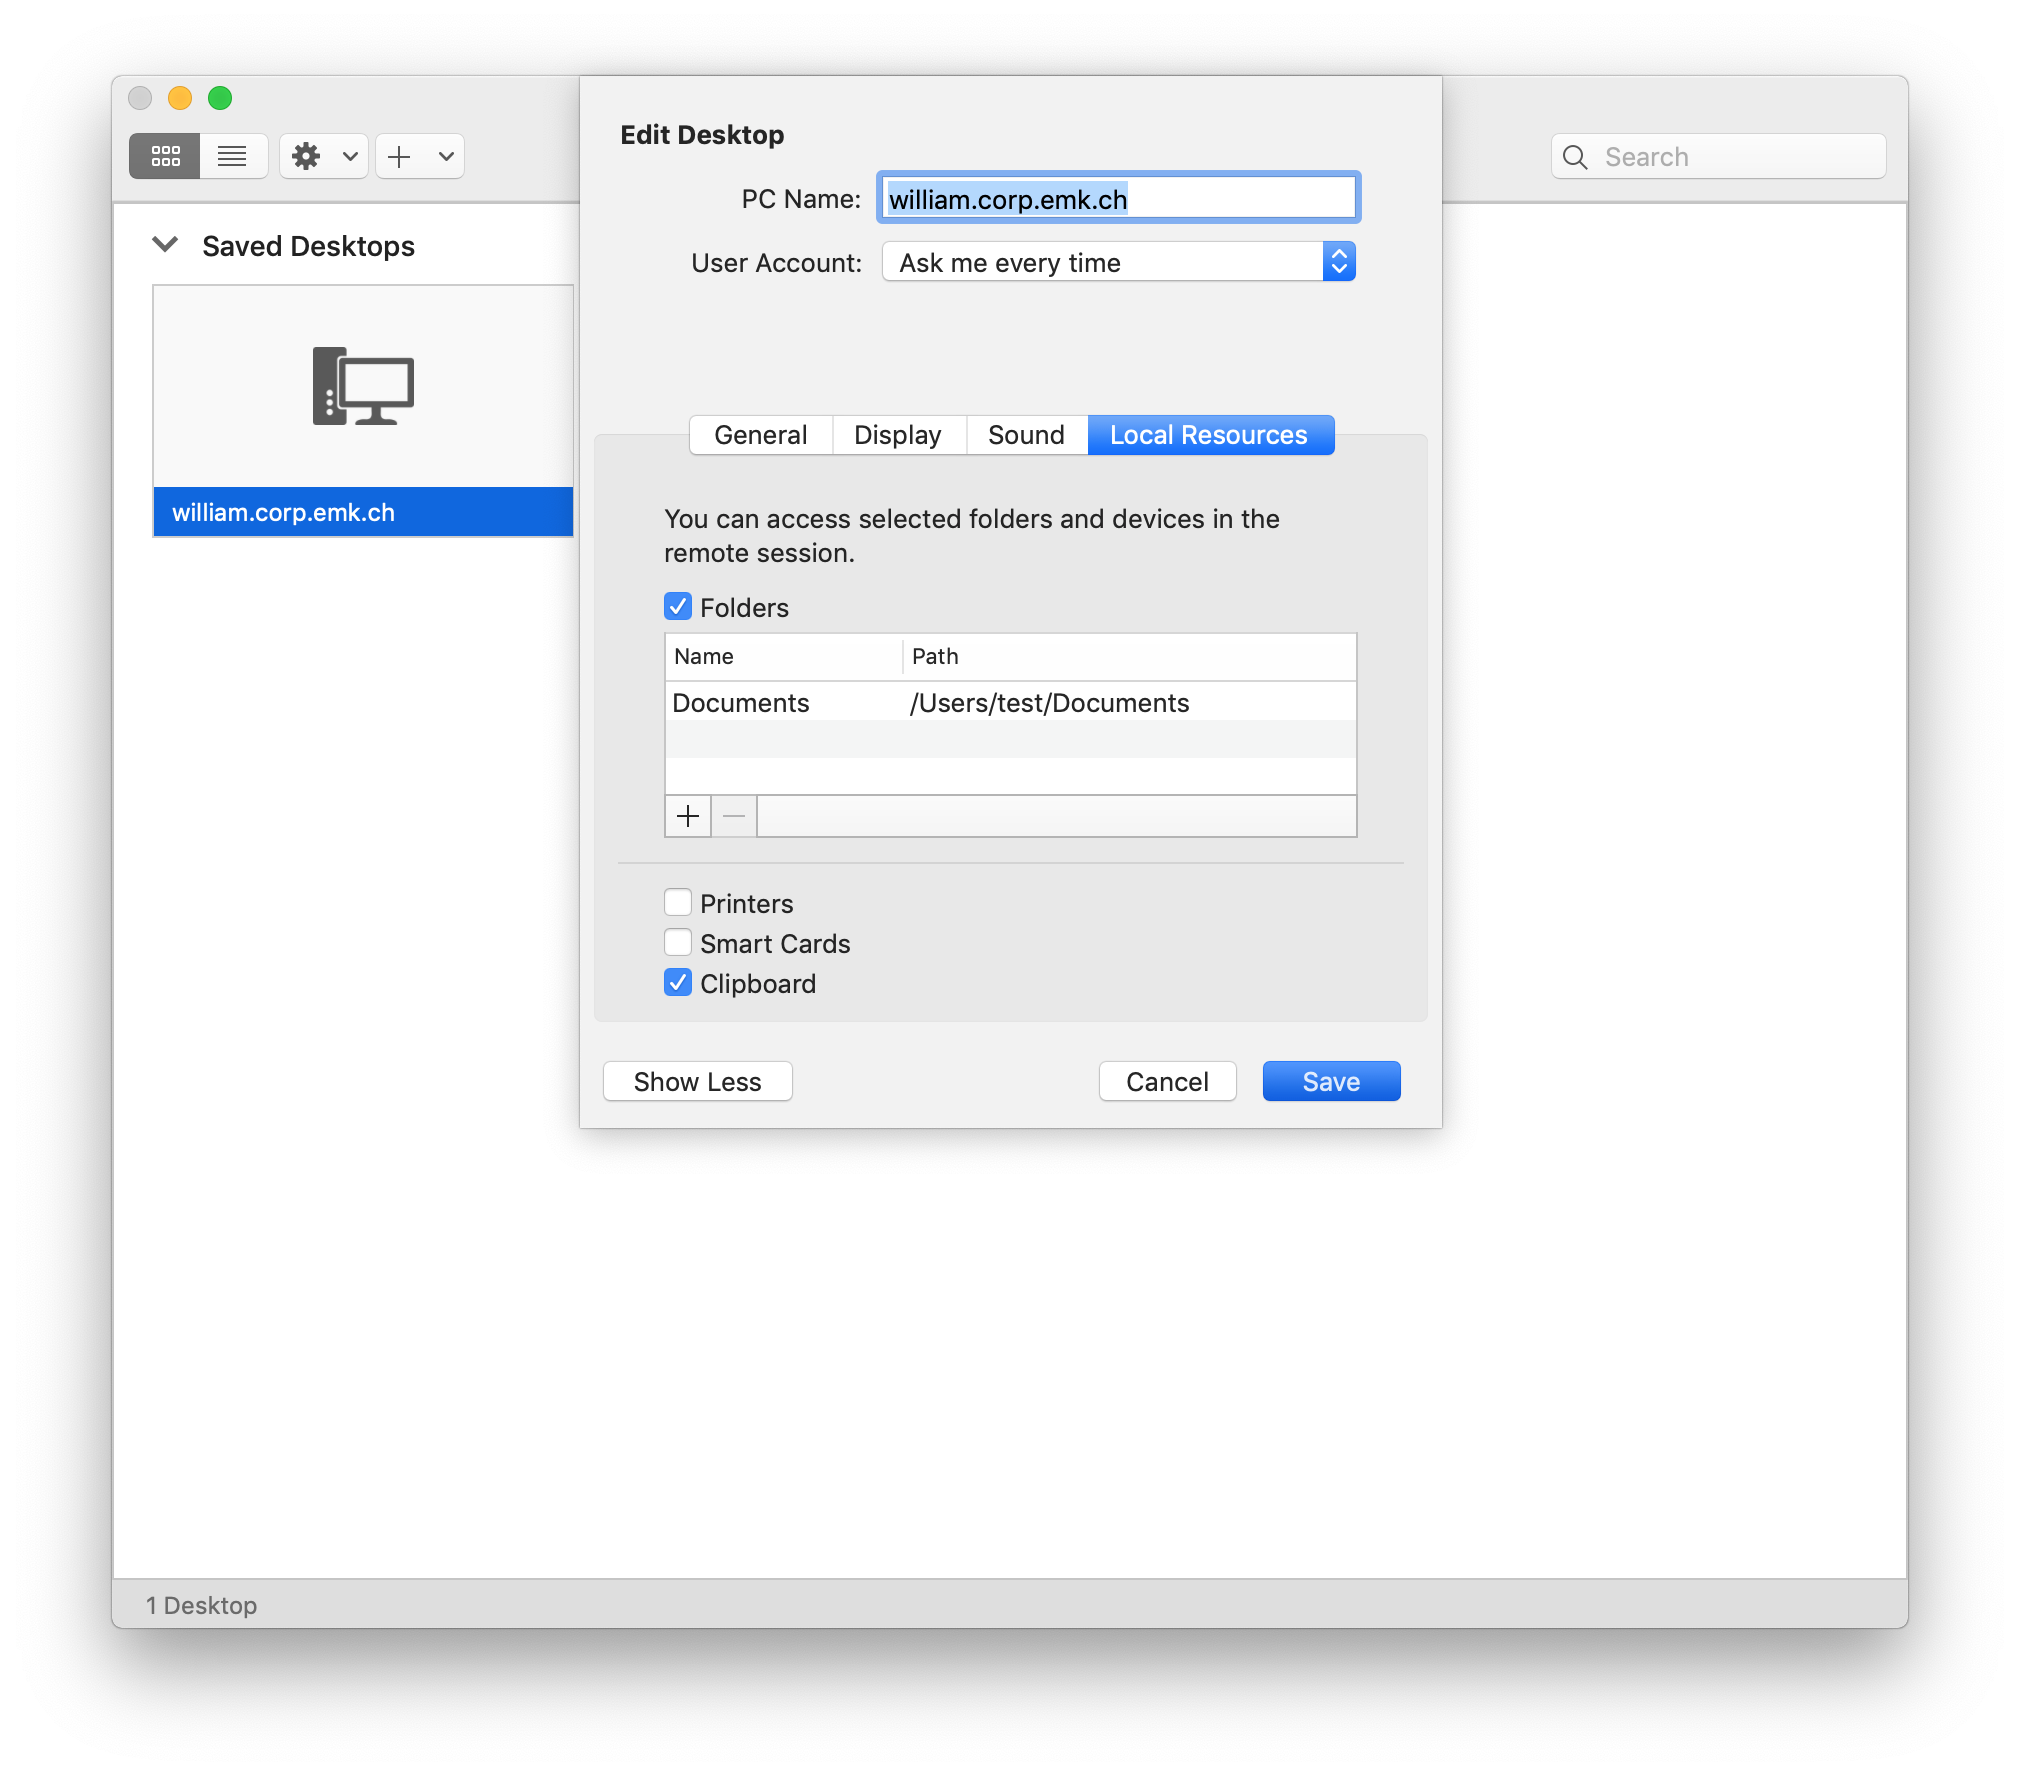 Search
Saved Desktops
william.corp.emk.ch
Edit Desktop
PC Name: william.corp.emk.ch
User Account: Ask me every time
General Display Sound Local Resources
You can access selected folders and devices in the
remote session.
Folders
Name Path
Documents /Users/test/Documents
Printers
Smart Cards
Clipboard
Show Less Cancel Save
1 Desktop